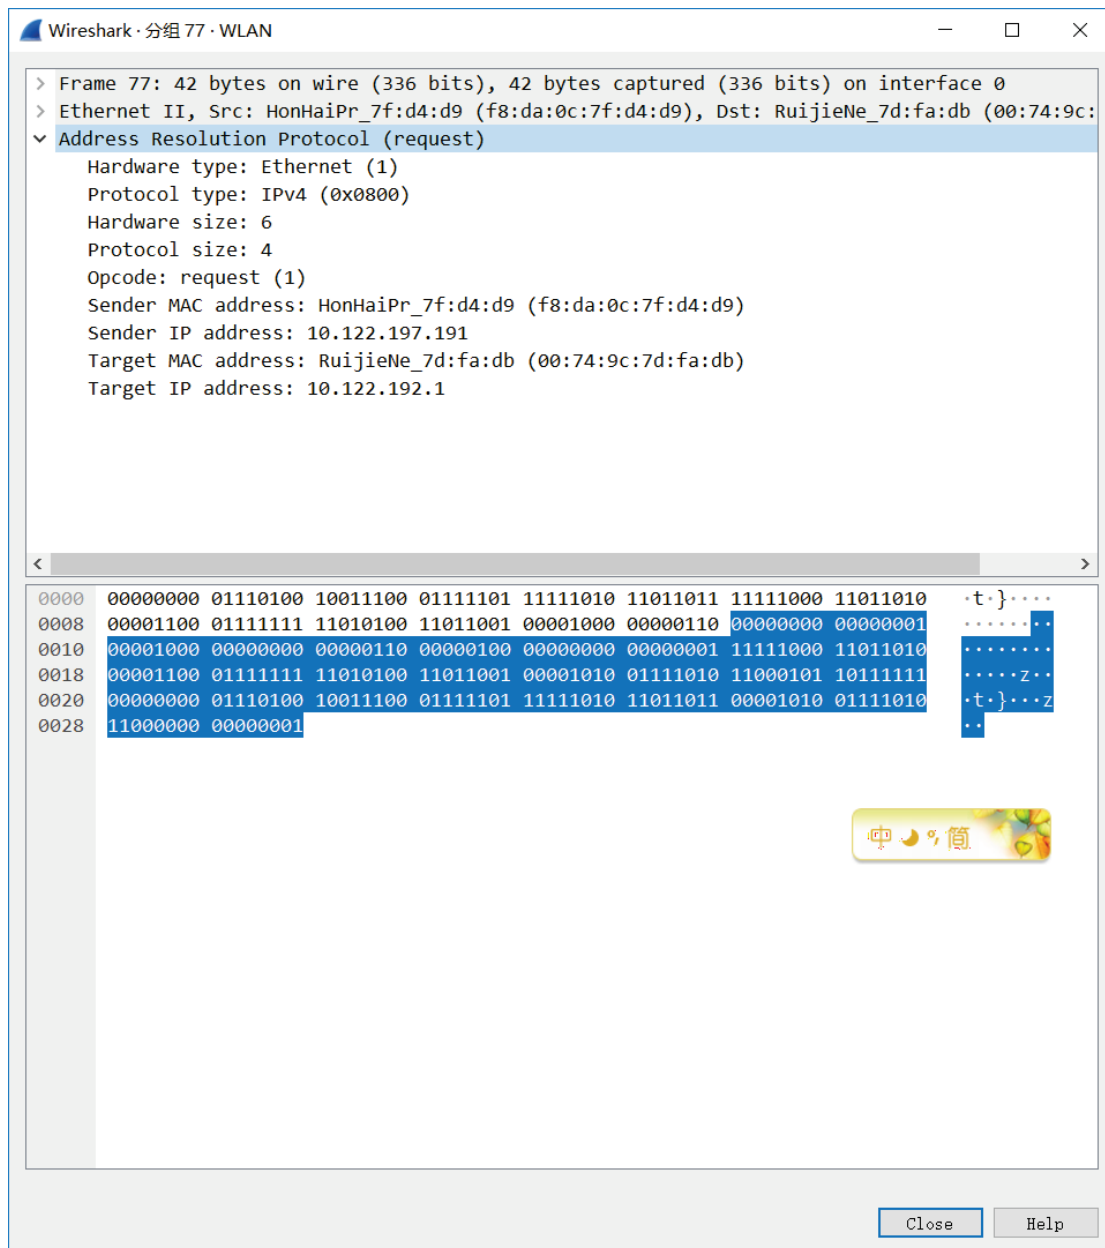 Wireshark · 分组 77 · WLAN
Frame 77: 42 bytes on wire (336 bits), 42 bytes captured (336 bits) on interface 0
Ethernet II, Src: HonHaiPr_7f:d4:d9 (f8:da:0c:7f:d4:d9), Dst: RuijieNe_7d:fa:db (00:74:9c:
Address Resolution Protocol (request)
Hardware type: Ethernet (1)
Protocol type: IPv4 (0x0800)
Hardware size: 6
Protocol size: 4
Opcode: request (1)
Sender MAC address: HonHaiPr_7f:d4:d9 (f8:da:0c:7f:d4:d9)
Sender IP address: 10.122.197.191
Target MAC address: RuijieNe_7d:fa:db (00:74:9c:7d:fa:db)
Target IP address: 10.122.192.1
0000 00000000 01110100 10011100 01111101 11111010 11011011 11111000 11011010 ·t·}····
0008 00001100 01111111 11010100 11011001 00001000 00000110 00000000 00000001 ········
0010 00001000 00000000 00000110 00000100 00000000 00000001 11111000 11011010 ········
0018 00001100 01111111 11010100 11011001 00001010 01111010 11000101 10111111 ·····z··
0020 00000000 01110100 10011100 01111101 11111010 11011011 00001010 01111010 ·t·}···z
0028 11000000 00000001 ··
中 °, 简
Close Help